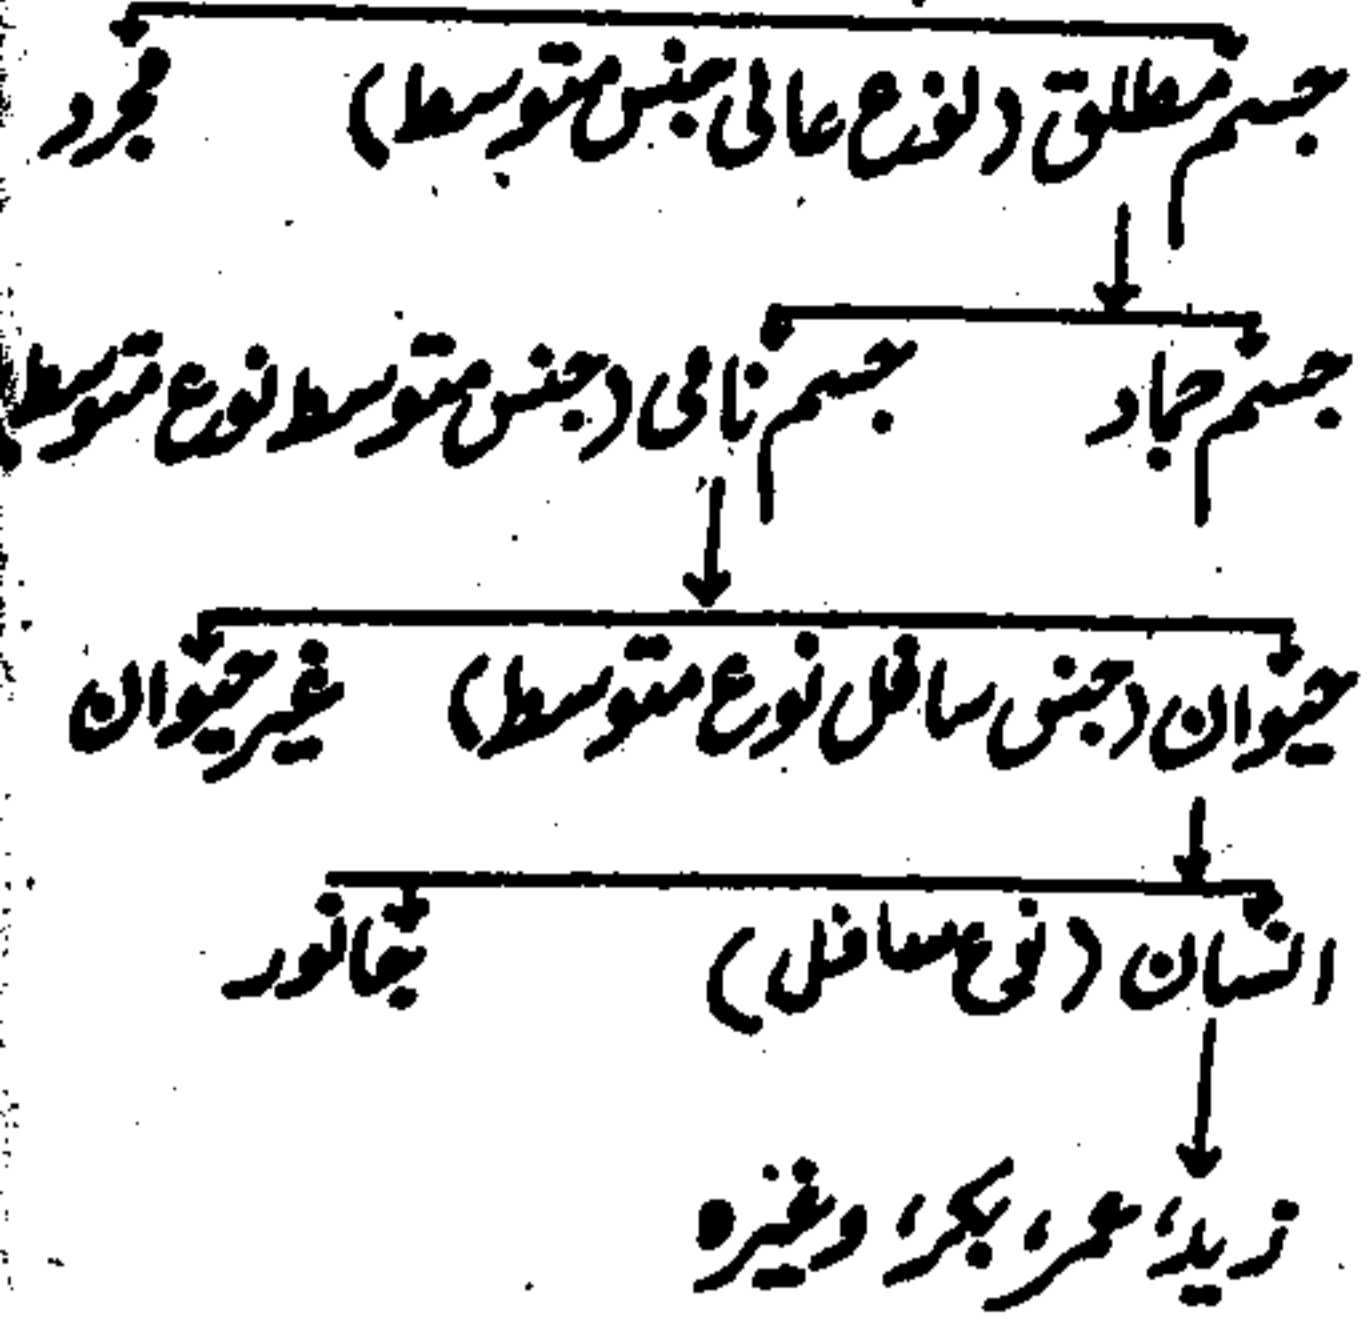 جسم مطلق (نوع عالی جنس متوسط) مجرد
جسم جماد جسم نامی (جنس متوسط نوع متوسط
حیوان (جنس سافل نوع متوسط) غیر حیوان
انسان (نوع سافل) جانور
زید، عمر، بکر، وغیرہ